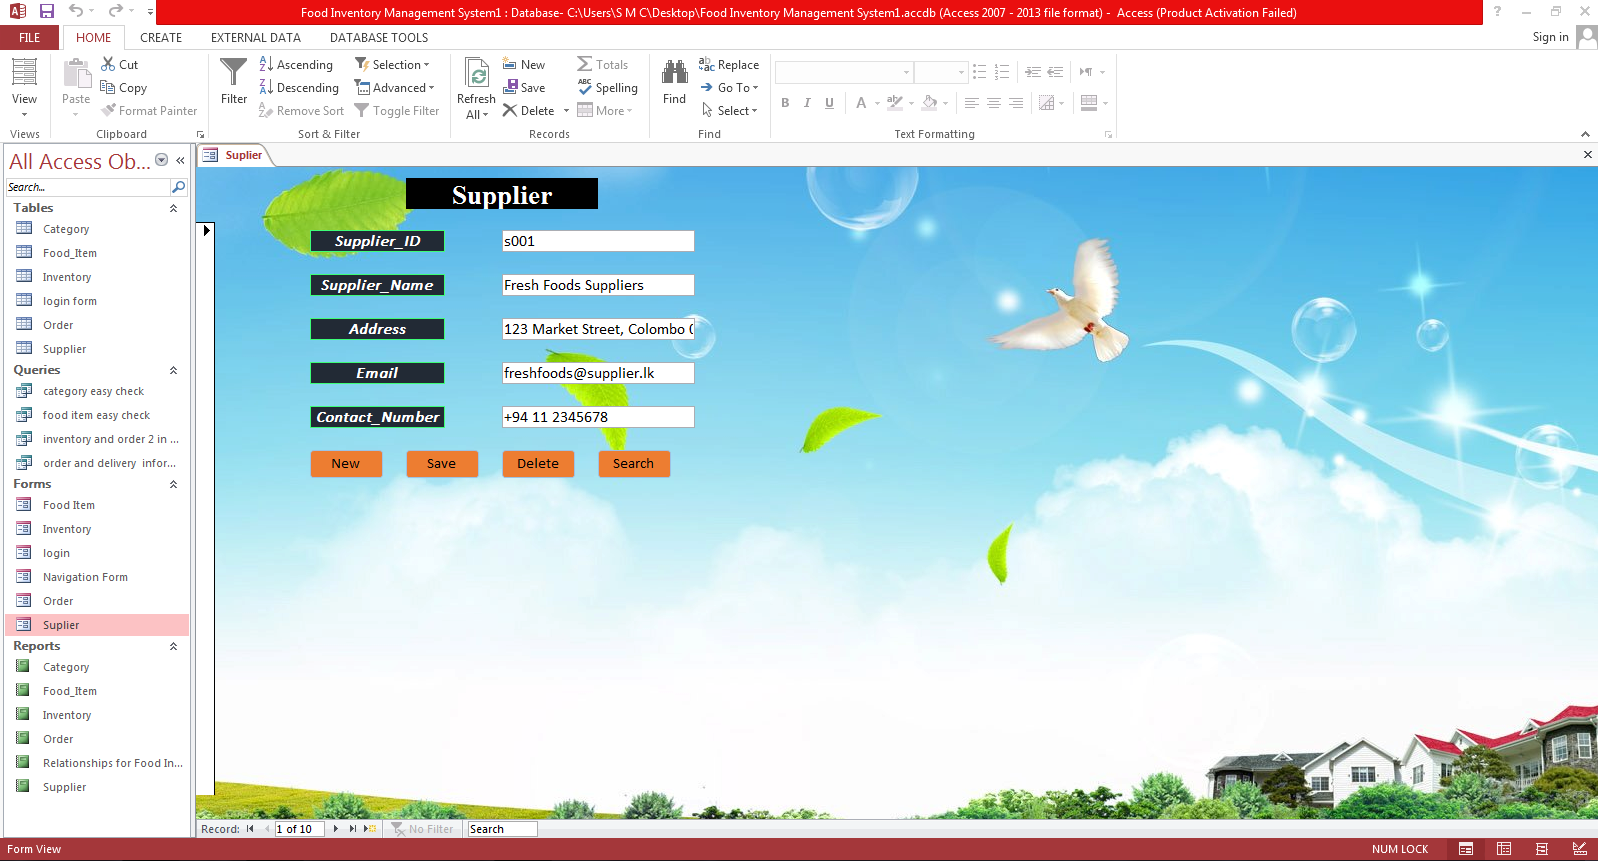 Food Inventory Management System1 : Database- C:\Users\S M C\Desktop\Food Inventory Management System1.accdb (Access 2007 - 2013 file format) - Access (Product Activation Failed)
FILE HOME CREATE EXTERNAL DATA DATABASE TOOLS Sign in
View
Views
Paste
Cut
Copy
Format Painter
Clipboard
Filter
Ascending
Descending
Remove Sort
Selection
Advanced
Toggle Filter
Sort & Filter
Refresh
All
New
Save
Delete
Totals
Spelling
More
Records
Find
Replace
Go To
Select
Find
B I U A
Text Formatting
All Access Ob...
Search...
Tables
Category
Food_Item
Inventory
login form
Order
Supplier
Queries
category easy check
food item easy check
inventory and order 2 in ...
order and delivery infor...
Forms
Food Item
Inventory
login
Navigation Form
Order
Suplier
Reports
Category
Food_Item
Inventory
Order
Relationships for Food In...
Supplier
Suplier
Supplier
Supplier_ID s001
Supplier_Name Fresh Foods Suppliers
Address 123 Market Street, Colombo 0
Email freshfoods@supplier.lk
Contact_Number +94 11 2345678
New Save Delete Search
Record: 1 of 10 No Filter Search
Form View NUM LOCK